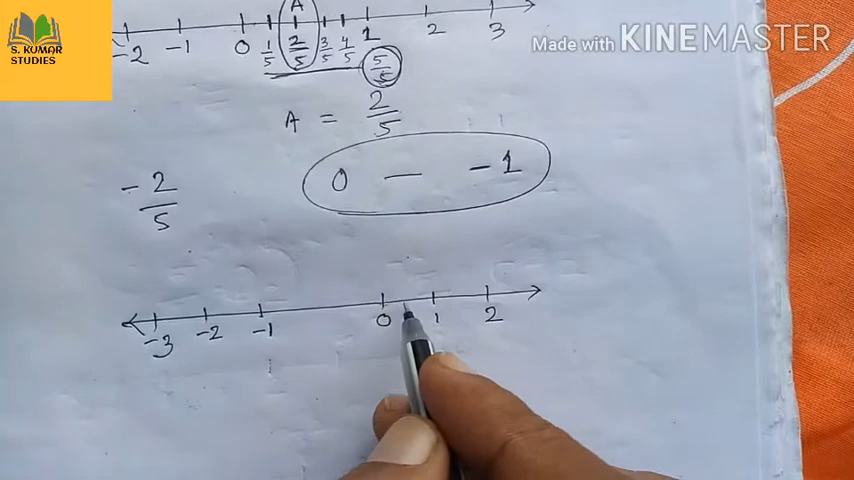 S. KUMAR
STUDIES
Made with KINEMASTER
A
-2 -1 0 1/5 2/5 3/5 4/5 1 2 3
5/5
A = 2/5
0 — -1
-2/5
-3 -2 -1 0 1 2